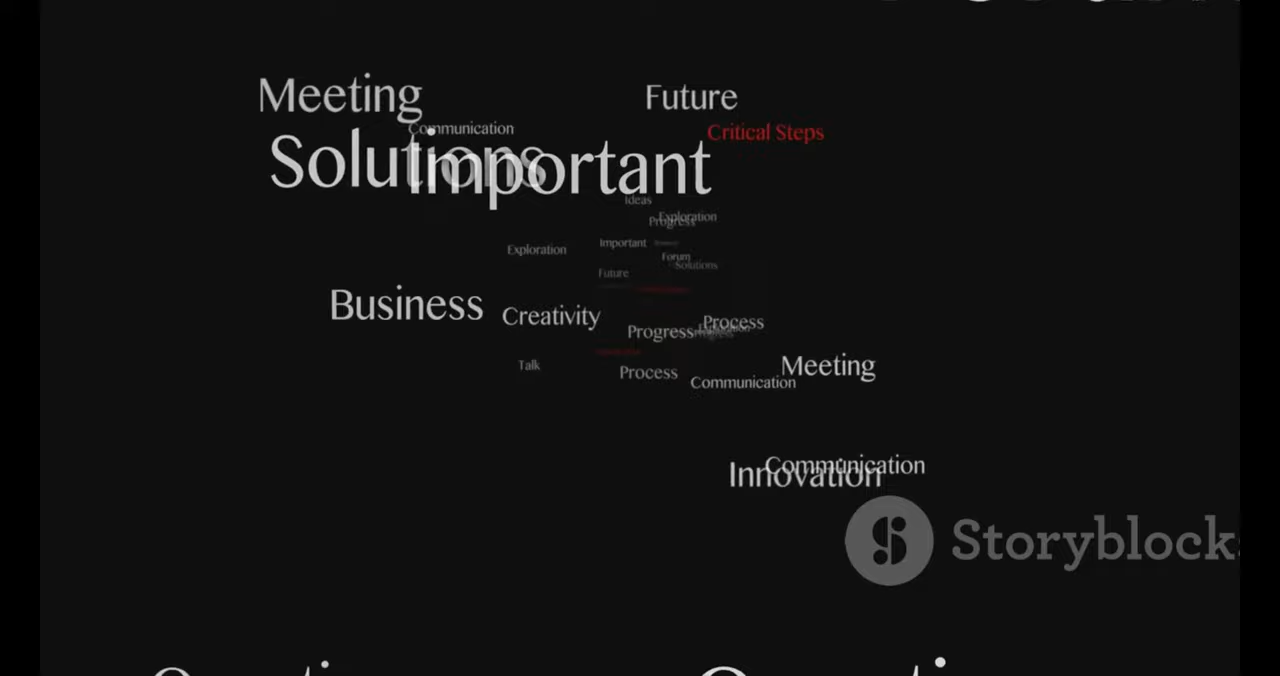 Meeting
Future
Communication
Critical Steps
Solutions
Important
Ideas
Exploration
Progress
Important
Exploration
Forum
Solutions
Future
Business
Creativity
Process
Progress
Talk
Process
Meeting
Communication
Communication
Innovation
Storyblock